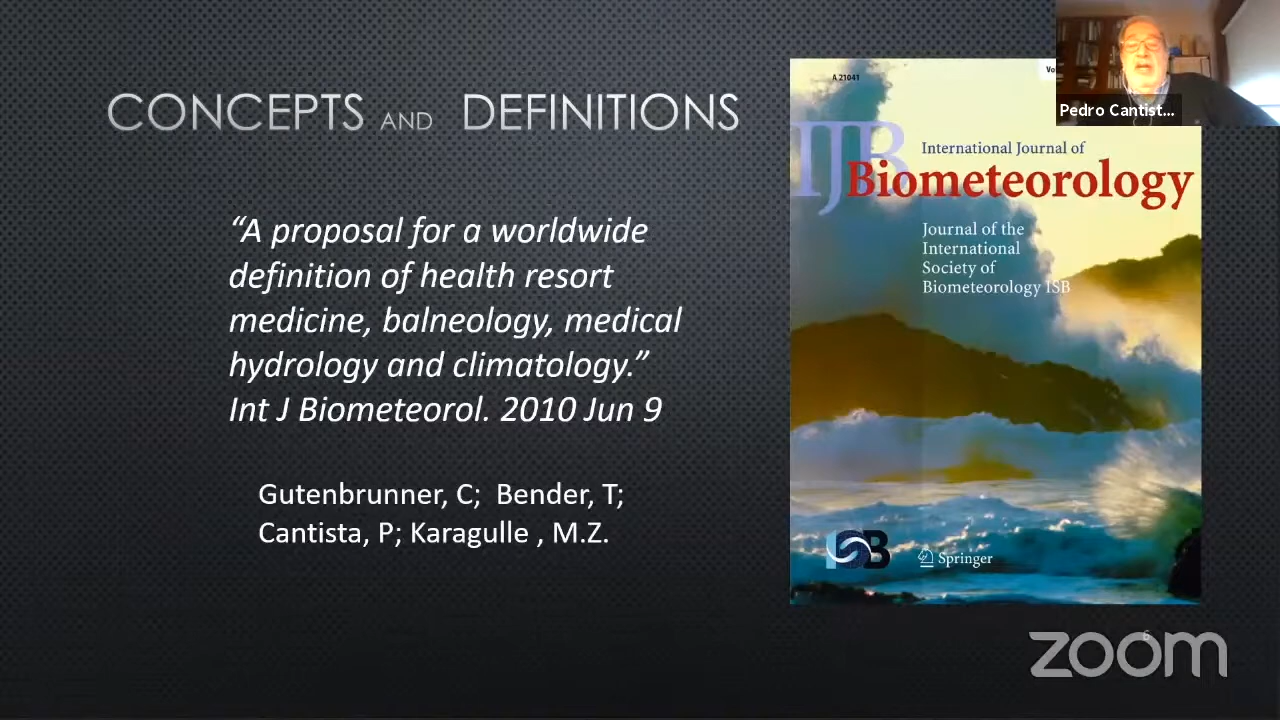 CONCEPTS AND DEFINITIONS
“A proposal for a worldwide
definition of health resort
medicine, balneology, medical
hydrology and climatology.”
Int J Biometeorol. 2010 Jun 9
Gutenbrunner, C; Bender, T;
Cantista, P; Karagulle , M.Z.
A 21041
Vo
IJB
International Journal of
Biometeorology
Journal of the
International
Society of
Biometeorology ISB
ISB
Springer
Pedro Cantist...
6
zoom